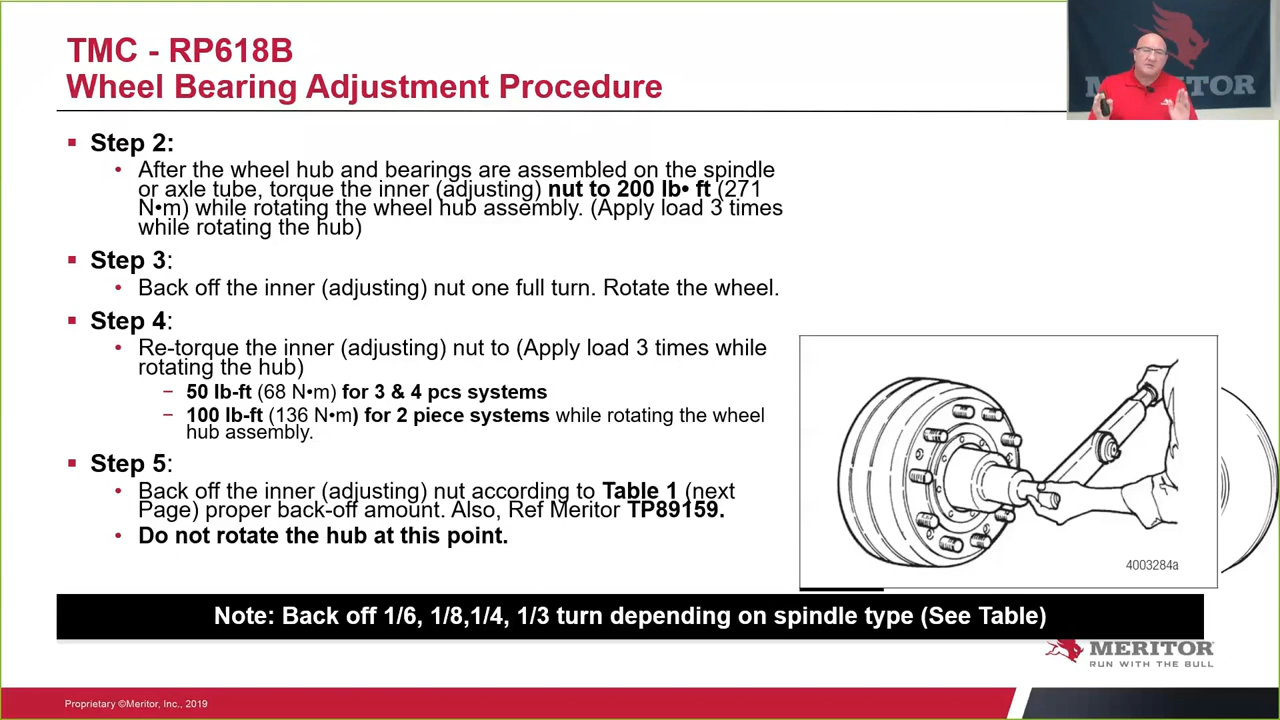 TMC - RP618B
Wheel Bearing Adjustment Procedure
MERITOR
▪ Step 2:
• After the wheel hub and bearings are assembled on the spindle
or axle tube, torque the inner (adjusting) nut to 200 lb• ft (271
N•m) while rotating the wheel hub assembly. (Apply load 3 times
while rotating the hub)
▪ Step 3:
• Back off the inner (adjusting) nut one full turn. Rotate the wheel.
▪ Step 4:
• Re-torque the inner (adjusting) nut to (Apply load 3 times while
rotating the hub)
− 50 lb-ft (68 N•m) for 3 & 4 pcs systems
− 100 lb-ft (136 N•m) for 2 piece systems while rotating the wheel
hub assembly.
▪ Step 5:
• Back off the inner (adjusting) nut according to Table 1 (next
Page) proper back-off amount. Also, Ref Meritor TP89159.
• Do not rotate the hub at this point.
4003284a
Note: Back off 1/6, 1/8,1/4, 1/3 turn depending on spindle type (See Table)
MERITOR
RUN WITH THE BULL
Proprietary ©Meritor, Inc., 2019